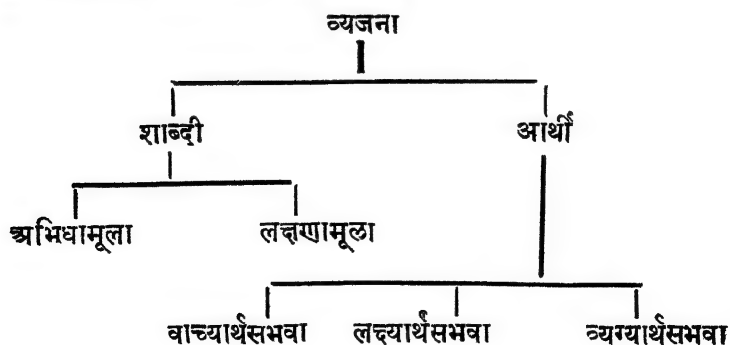 व्यजना
शाब्दी आर्थी
अभिधामूला लक्षणामूला
वाच्यार्थसभवा लक्ष्यार्थसभवा व्यग्यार्थसभवा